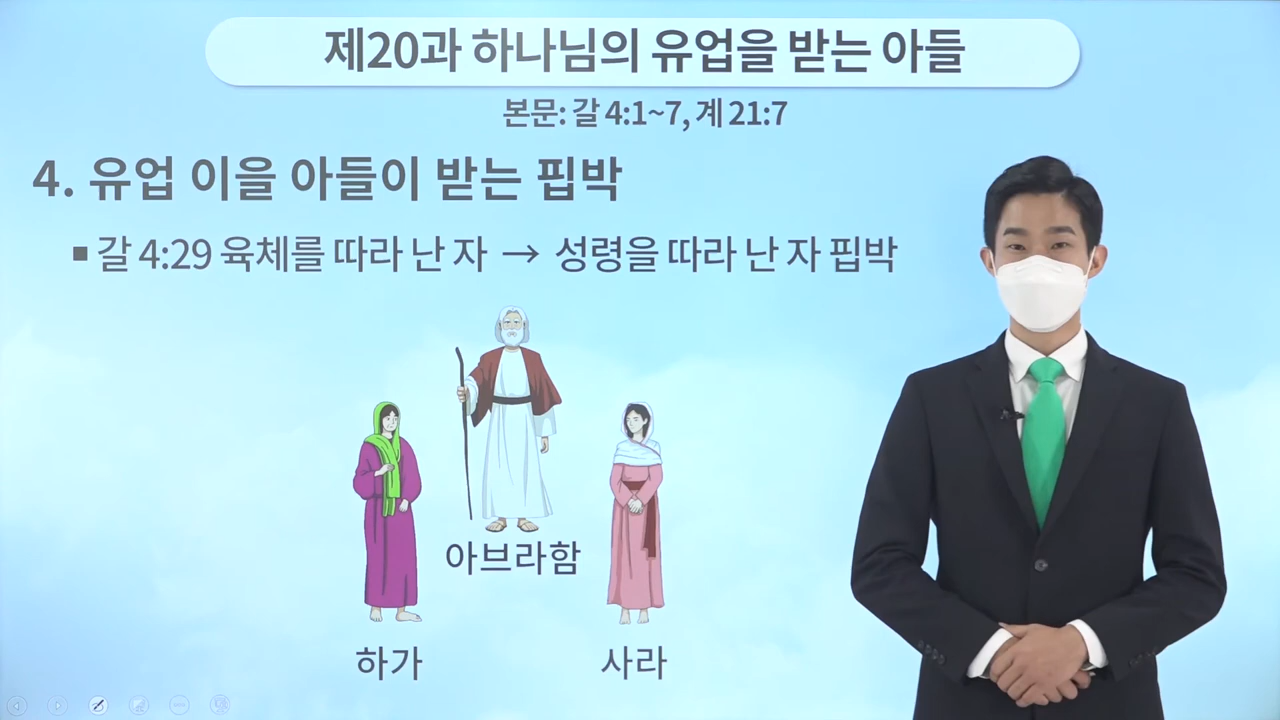 제20과 하나님의 유업을 받는 아들
본문: 갈 4:1~7, 계 21:7
4. 유업 이을 아들이 받는 핍박
▪ 갈 4:29 육체를 따라 난 자 → 성령을 따라 난 자 핍박
아브라함
하가
사라